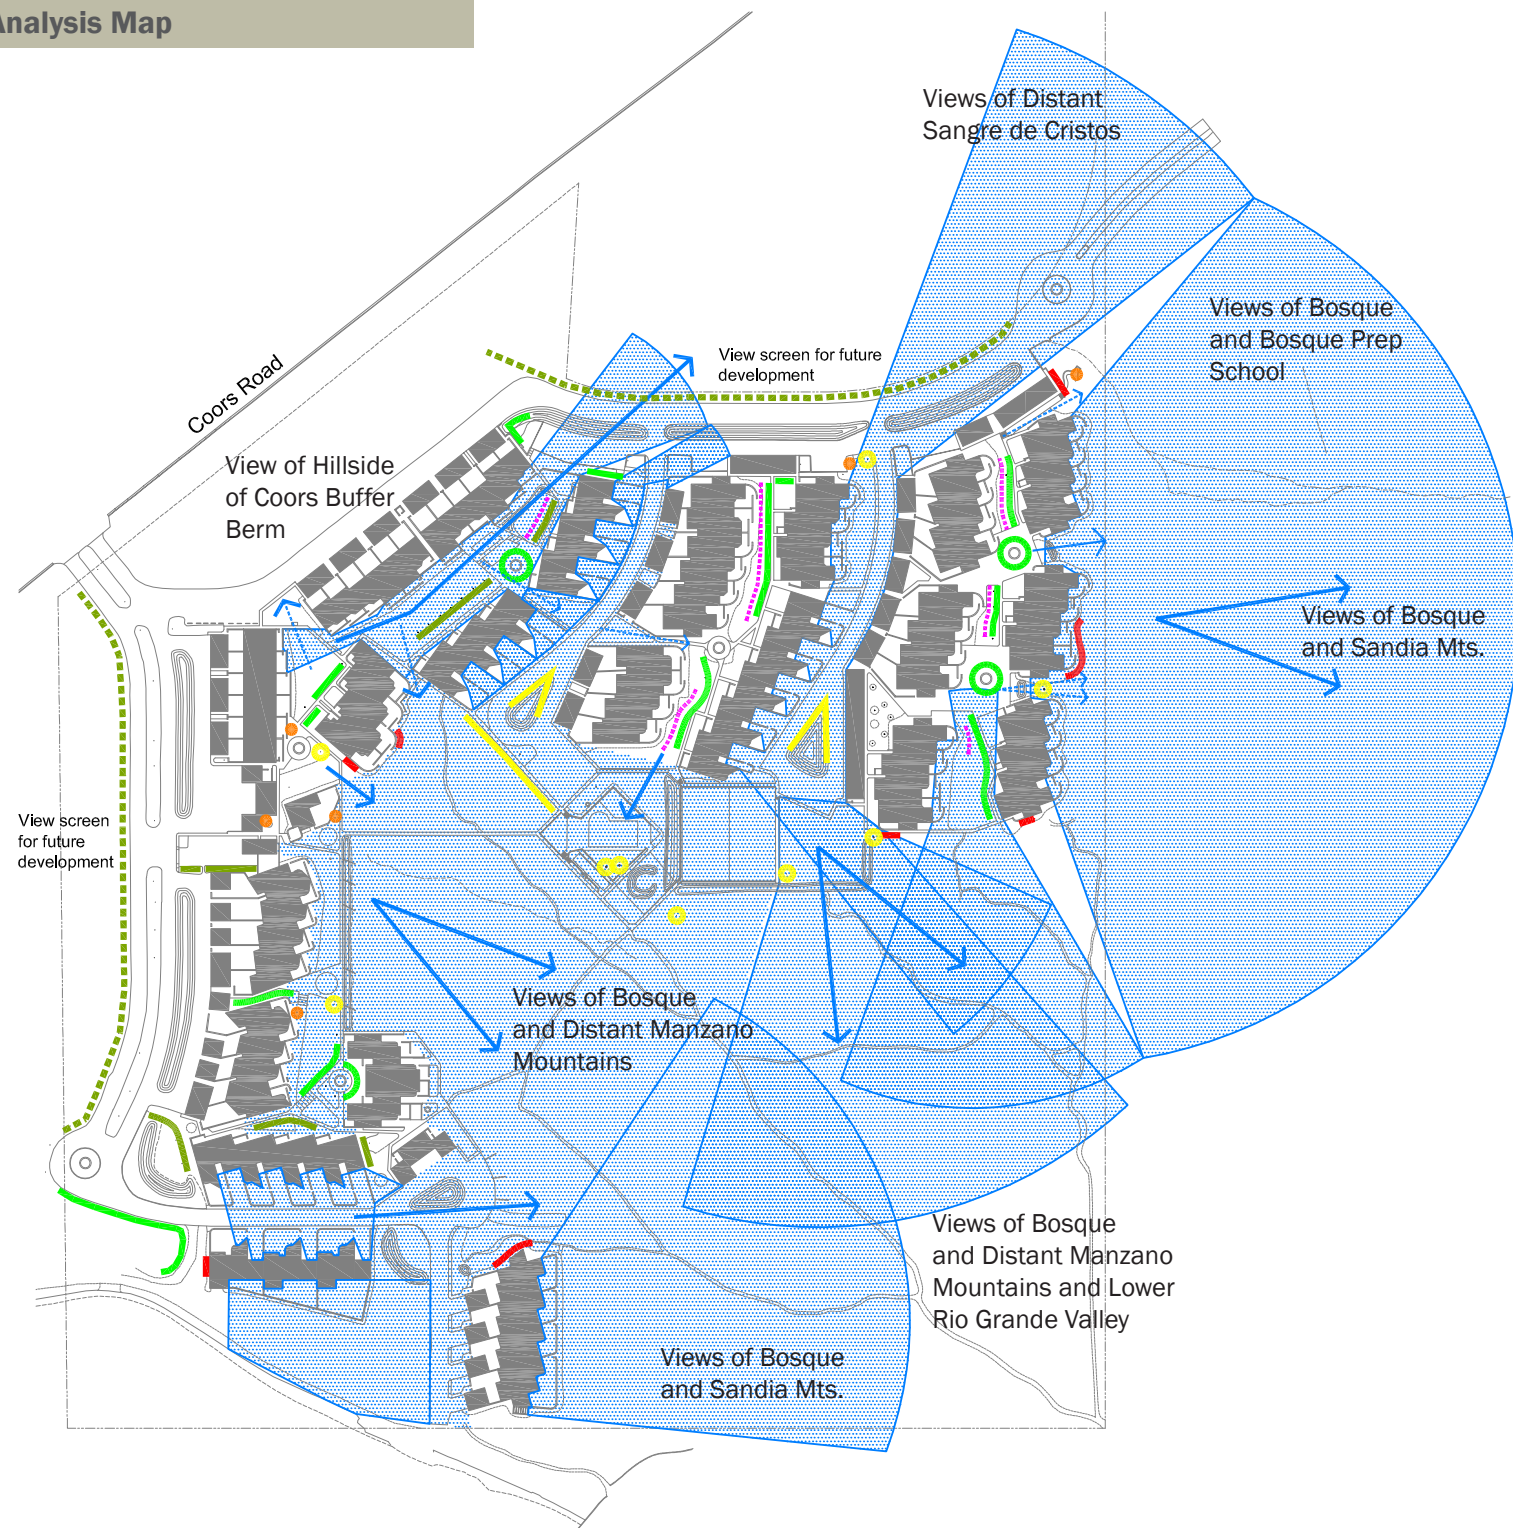 Analysis Map
Views of Distant
Sangre de Cristos
Views of Bosque
and Bosque Prep
School
View screen for future
development
Coors Road
View of Hillside
of Coors Buffer
Berm
Views of Bosque
and Sandia Mts.
View screen
for future
development
Views of Bosque
and Distant Manzano
Mountains
Views of Bosque
and Distant Manzano
Mountains and Lower
Rio Grande Valley
Views of Bosque
and Sandia Mts.